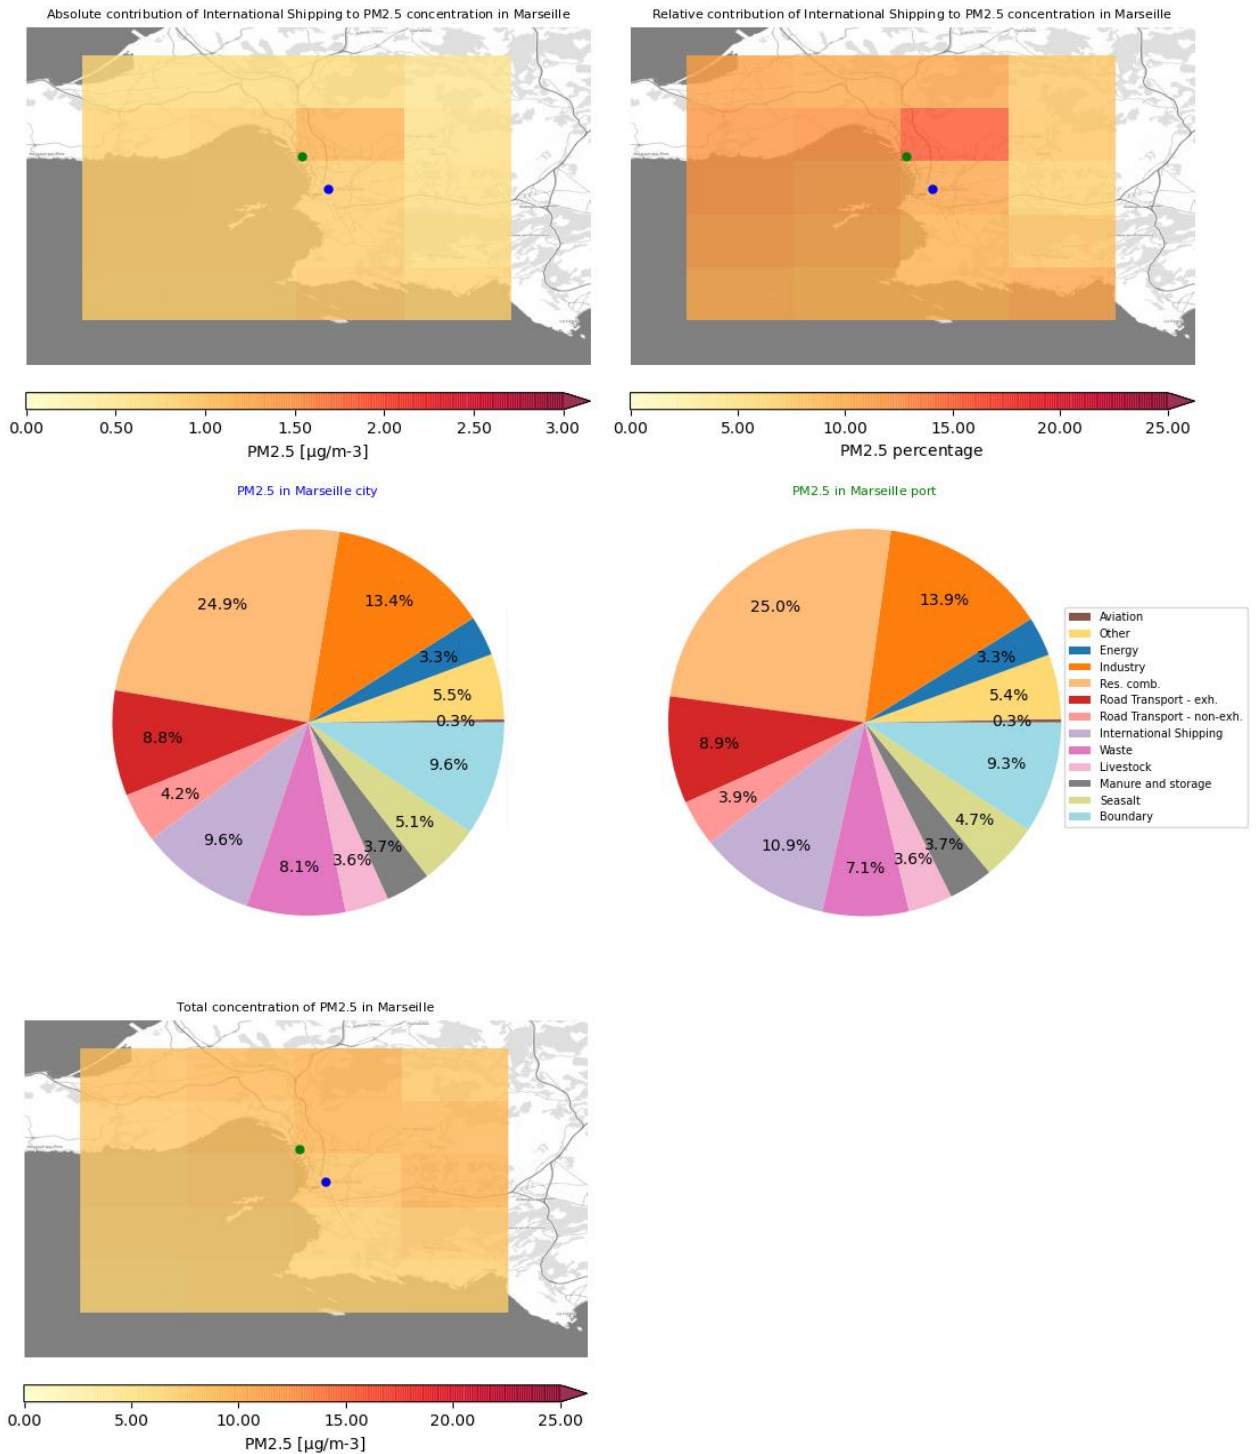 Absolute contribution of International Shipping to PM2.5 concentration in Marseille
Relative contribution of International Shipping to PM2.5 concentration in Marseille
0.00 0.50 1.00 1.50 2.00 2.50 3.00
PM2.5 [µg/m-3]
0.00 5.00 10.00 15.00 20.00 25.00
PM2.5 percentage
PM2.5 in Marseille city
24.9%
13.4%
3.3%
5.5%
0.3%
8.8%
9.6%
4.2%
5.1%
9.6%
3.7%
3.6%
8.1%
PM2.5 in Marseille port
25.0%
13.9%
3.3%
5.4%
0.3%
8.9%
9.3%
3.9%
4.7%
10.9%
3.7%
3.6%
7.1%
Aviation
Other
Energy
Industry
Res. comb.
Road Transport - exh.
Road Transport - non-exh.
International Shipping
Waste
Livestock
Manure and storage
Seasalt
Boundary
Total concentration of PM2.5 in Marseille
0.00 5.00 10.00 15.00 20.00 25.00
PM2.5 [µg/m-3]